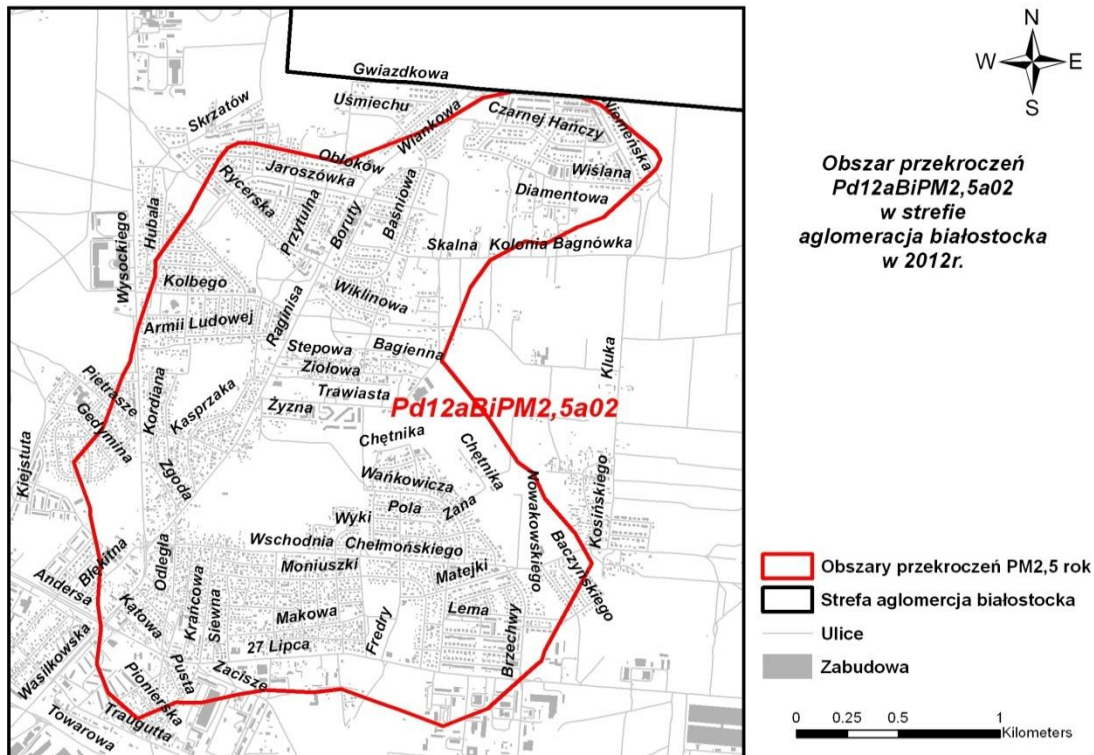 Gwiazdkowa
Uśmiechu
Skrzatów
Wiankowa
Czarnej Hańczy
Niemeńska
Obłoków
Jaroszówka
Rycerska
Wiślana
Diamentowa
Przytulna
Boruty
Baśniowa
Hubala
Wysockiego
Skalna
Kolonia Bagnówka
Kolbego
Wiklinowa
Armii Ludowej
Raginisa
Stepowa
Bagienna
Ziołowa
Kluka
Pietrasze
Kordiana
Kasprzaka
Trawiasta
Żyzna
Pd12aBiPM2,5a02
Gedymina
Chętnika
Chętnika
Kiejstuta
Zgoda
Wańkowicza
Nowakowskiego
Kosińskiego
Pola
Zana
Wyki
Wschodnia
Chełmońskiego
Baczyńskiego
Błękitna
Odległa
Moniuszki
Matejki
Andersa
Krańcowa
Siewna
Makowa
Lema
Kątowa
Fredry
Brzechwy
27 Lipca
Wasilkowska
Pionierska
Pusta
Zacisze
Traugutta
Towarowa
N
W
E
S
Obszar przekroczeń
Pd12aBiPM2,5a02
w strefie
aglomeracja białostocka
w 2012r.
Obszary przekroczeń PM2,5 rok
Strefa aglomercja białostocka
Ulice
Zabudowa
0 0.25 0.5 1
Kilometers